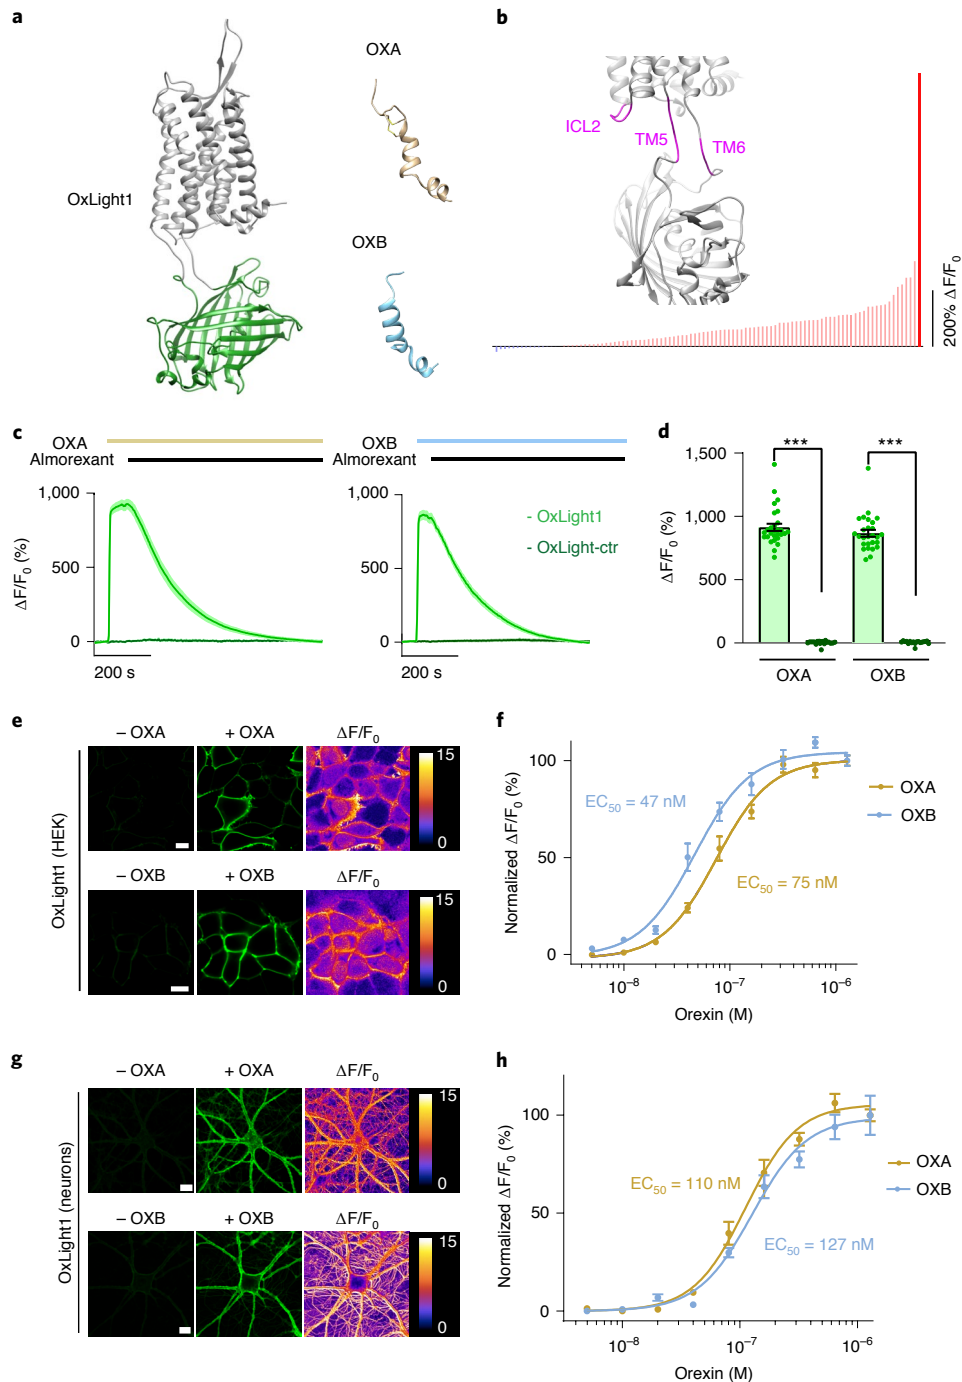 a
OXA
OxLight1
OXB
b
ICL2
TM5
TM6
200% ΔF/F0
c
OXA
Almorexant
OXB
Almorexant
ΔF/F0 (%)
1,000
500
0
200 s
1,000
500
0
200 s
- OxLight1
- OxLight-ctr
d
ΔF/F0 (%)
1,500
1,000
500
0
***
***
OXA
OXB
e
OxLight1 (HEK)
– OXA
+ OXA
ΔF/F0
15
0
– OXB
+ OXB
ΔF/F0
15
0
f
Normalized ΔF/F0 (%)
100
50
0
EC50 = 47 nM
EC50 = 75 nM
OXA
OXB
10−8
10−7
10−6
Orexin (M)
g
OxLight1 (neurons)
– OXA
+ OXA
ΔF/F0
15
0
– OXB
+ OXB
ΔF/F0
15
0
h
Normalized ΔF/F0 (%)
100
50
0
EC50 = 110 nM
EC50 = 127 nM
OXA
OXB
10−8
10−7
10−6
Orexin (M)